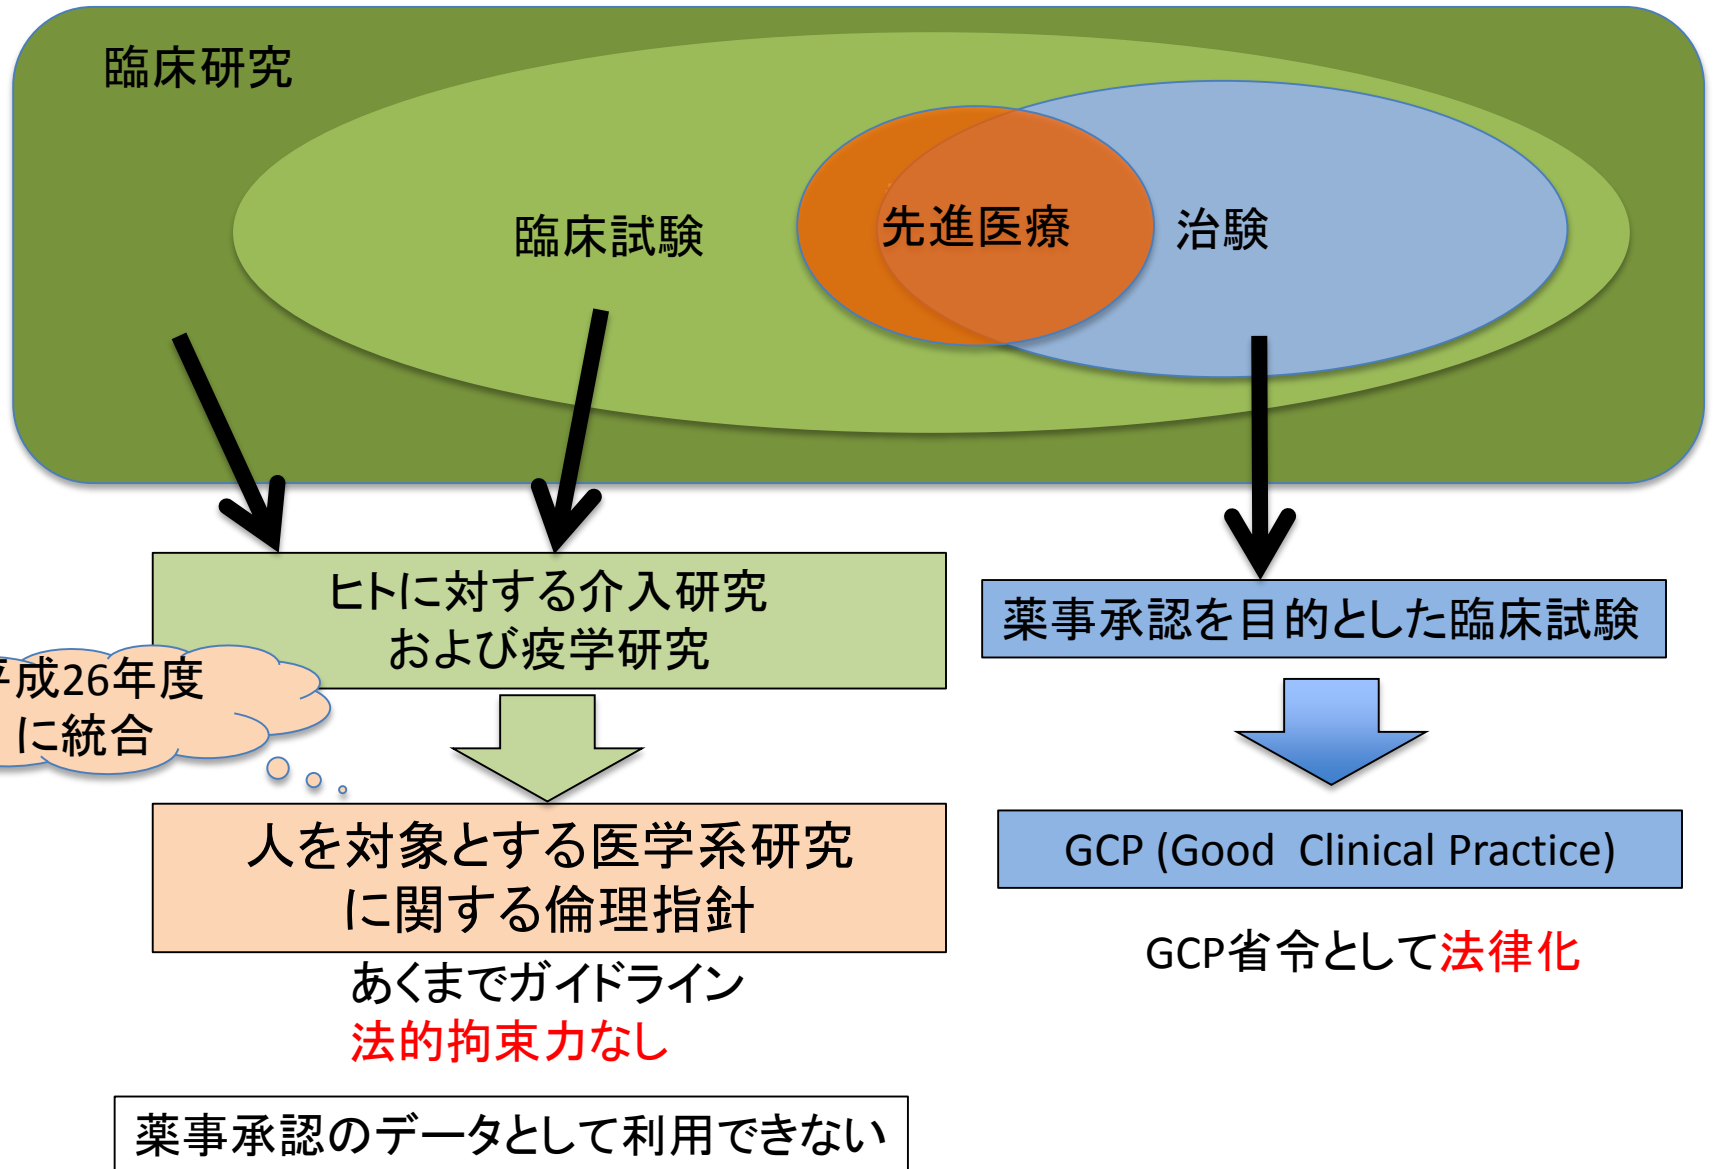 臨床研究
臨床試験
先進医療
治験
ヒトに対する介入研究
および疫学研究
薬事承認を目的とした臨床試験
平成26年度
に統合
人を対象とする医学系研究
に関する倫理指針
GCP (Good Clinical Practice)
GCP省令として法律化
あくまでガイドライン
法的拘束力なし
薬事承認のデータとして利用できない